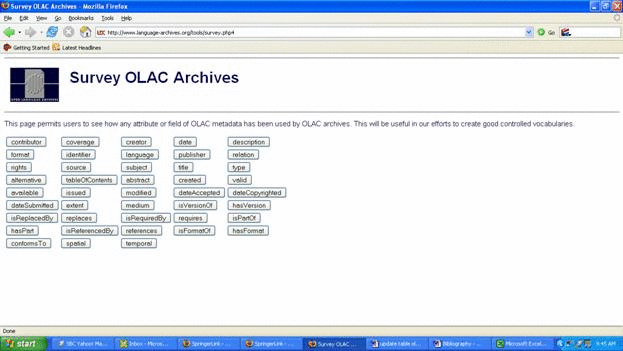 Survey OLAC Archives - Mozilla Firefox
File Edit View Go Bookmarks Tools Help
http://www.language-archives.org/tools/survey.php4 Go
Getting Started Latest Headlines
Survey OLAC Archives
This page permits users to see how any attribute or field of OLAC metadata has been used by OLAC archives. This will be useful in our efforts to create good controlled vocabularies.
contributor coverage creator date description
format identifier language publisher relation
rights source subject title type
alternative tableOfContents abstract created valid
available issued modified dateAccepted dateCopyrighted
dateSubmitted extent medium isVersionOf hasVersion
isReplacedBy replaces isRequiredBy requires isPartOf
hasPart isReferencedBy references isFormatOf hasFormat
conformsTo spatial temporal
Done
start SBC Yahoo! Ma... Inbox - Micros... SpringerLink - ... SpringerLink - ... Survey OLAC ... update table ol... Bibliography - ... Microsoft Excel... 9:45 AM